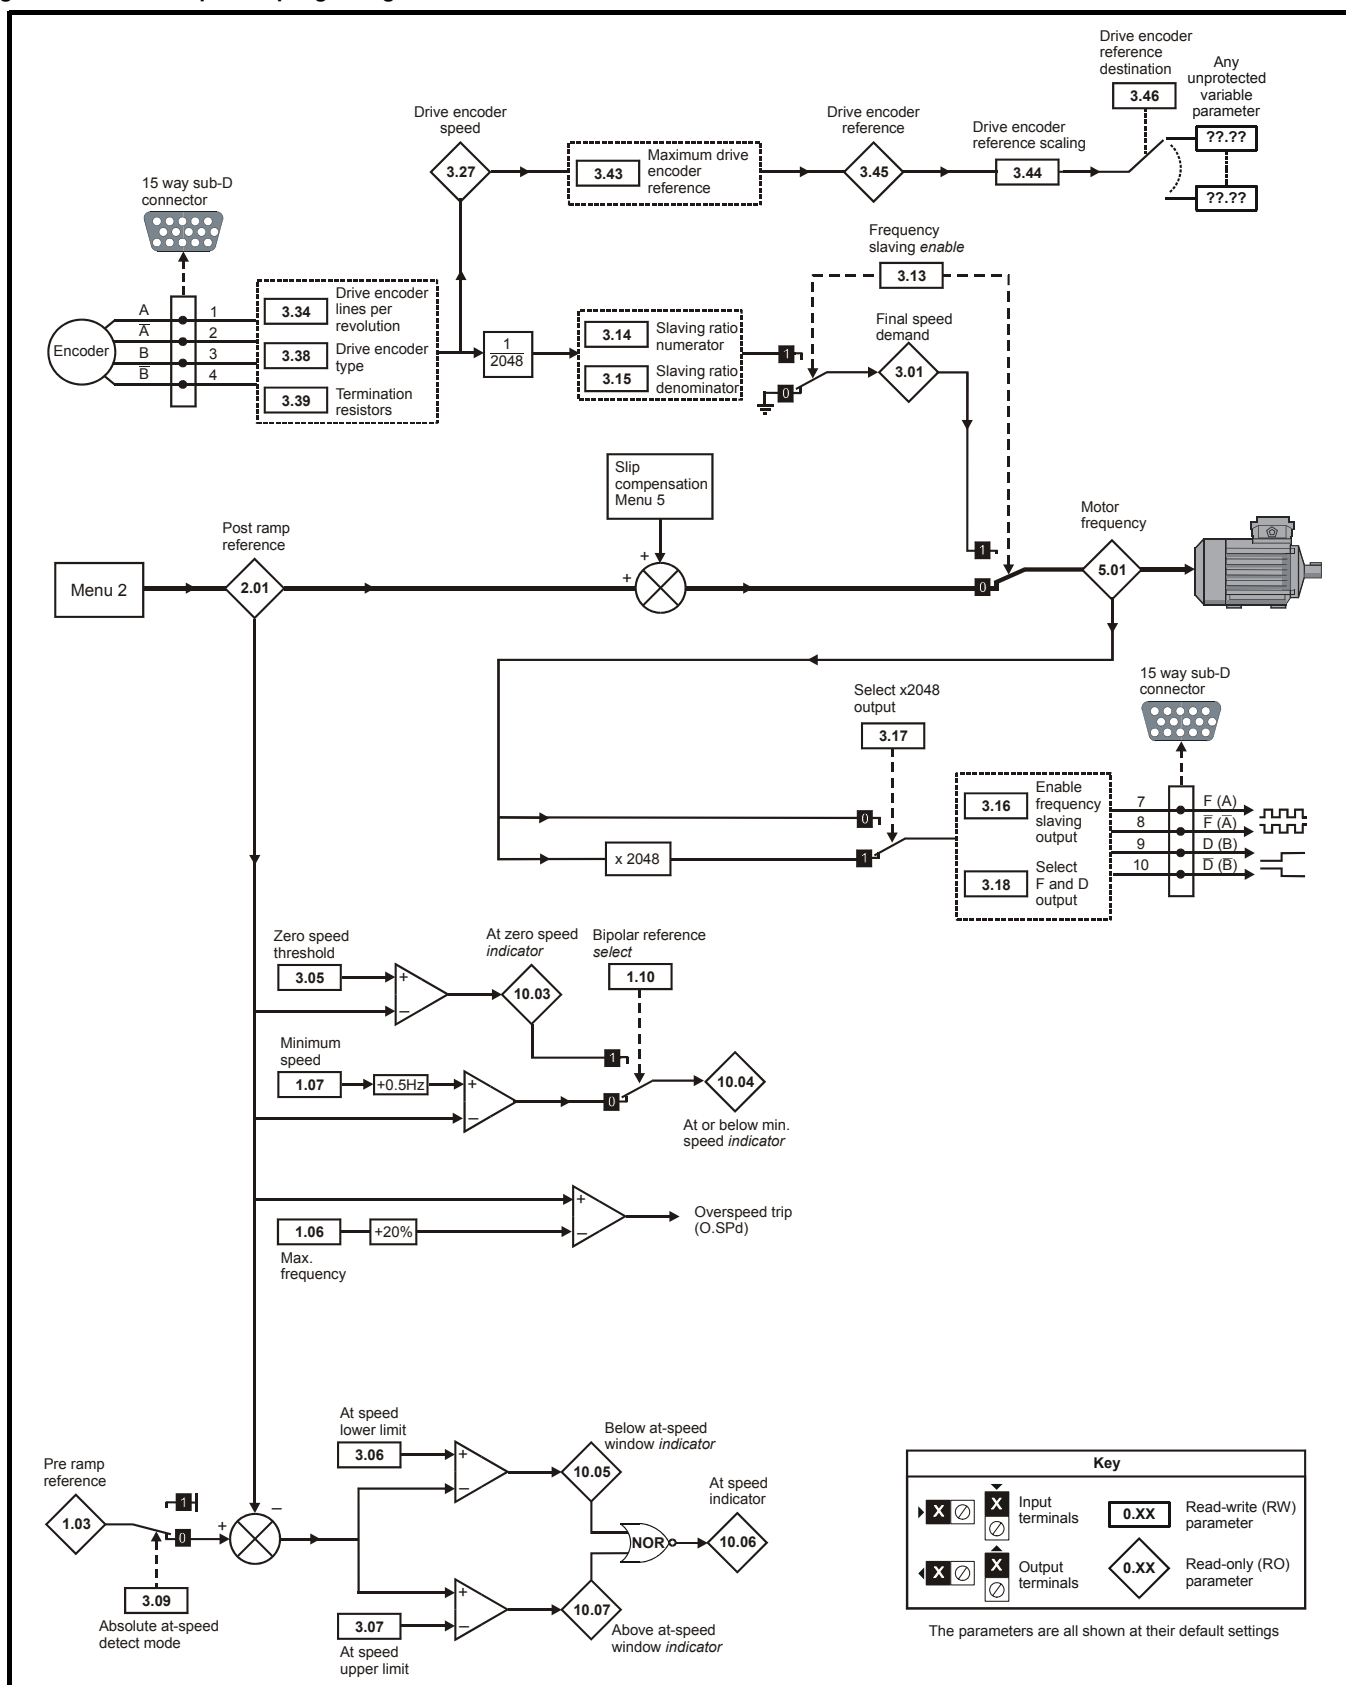 Drive encoder
reference
destination
3.46
Any
unprotected
variable
parameter
??.??
??.??
Drive encoder
speed
3.27
3.43
Maximum drive
encoder
reference
Drive encoder
reference
3.45
Drive encoder
reference scaling
3.44
15 way sub-D
connector
Encoder
A
A̅
B
B̅
1
2
3
4
3.34
Drive encoder
lines per
revolution
3.38
Drive encoder
type
3.39
Termination
resistors
1
2048
3.14
Slaving ratio
numerator
3.15
Slaving ratio
denominator
Frequency
slaving enable
3.13
1
0
Final speed
demand
3.01
Slip
compensation
Menu 5
Menu 2
Post ramp
reference
2.01
+
+
1
0
Motor
frequency
5.01
Select x2048
output
3.17
0
x 2048
1
3.16
Enable
frequency
slaving
output
3.18
Select
F and D
output
15 way sub-D
connector
7
8
9
10
F (A)
F̅ (A̅)
D (B)
D̅ (B̅)
Zero speed
threshold
3.05
+
–
At zero speed
indicator
10.03
Bipolar reference
select
1.10
Minimum
speed
1.07
+0.5Hz
+
–
1
0
10.04
At or below min.
speed indicator
1.06
+20%
Max.
frequency
+
–
Overspeed trip
(O.SPd)
Pre ramp
reference
1.03
1
0
3.09
Absolute at-speed
detect mode
+
–
At speed
lower limit
3.06
+
–
Below at-speed
window indicator
10.05
NOR
At speed
indicator
10.06
3.07
At speed
upper limit
+
–
10.07
Above at-speed
window indicator
Key
X
X
Input
terminals
0.XX
Read-write (RW)
parameter
X
X
Output
terminals
0.XX
Read-only (RO)
parameter
The parameters are all shown at their default settings